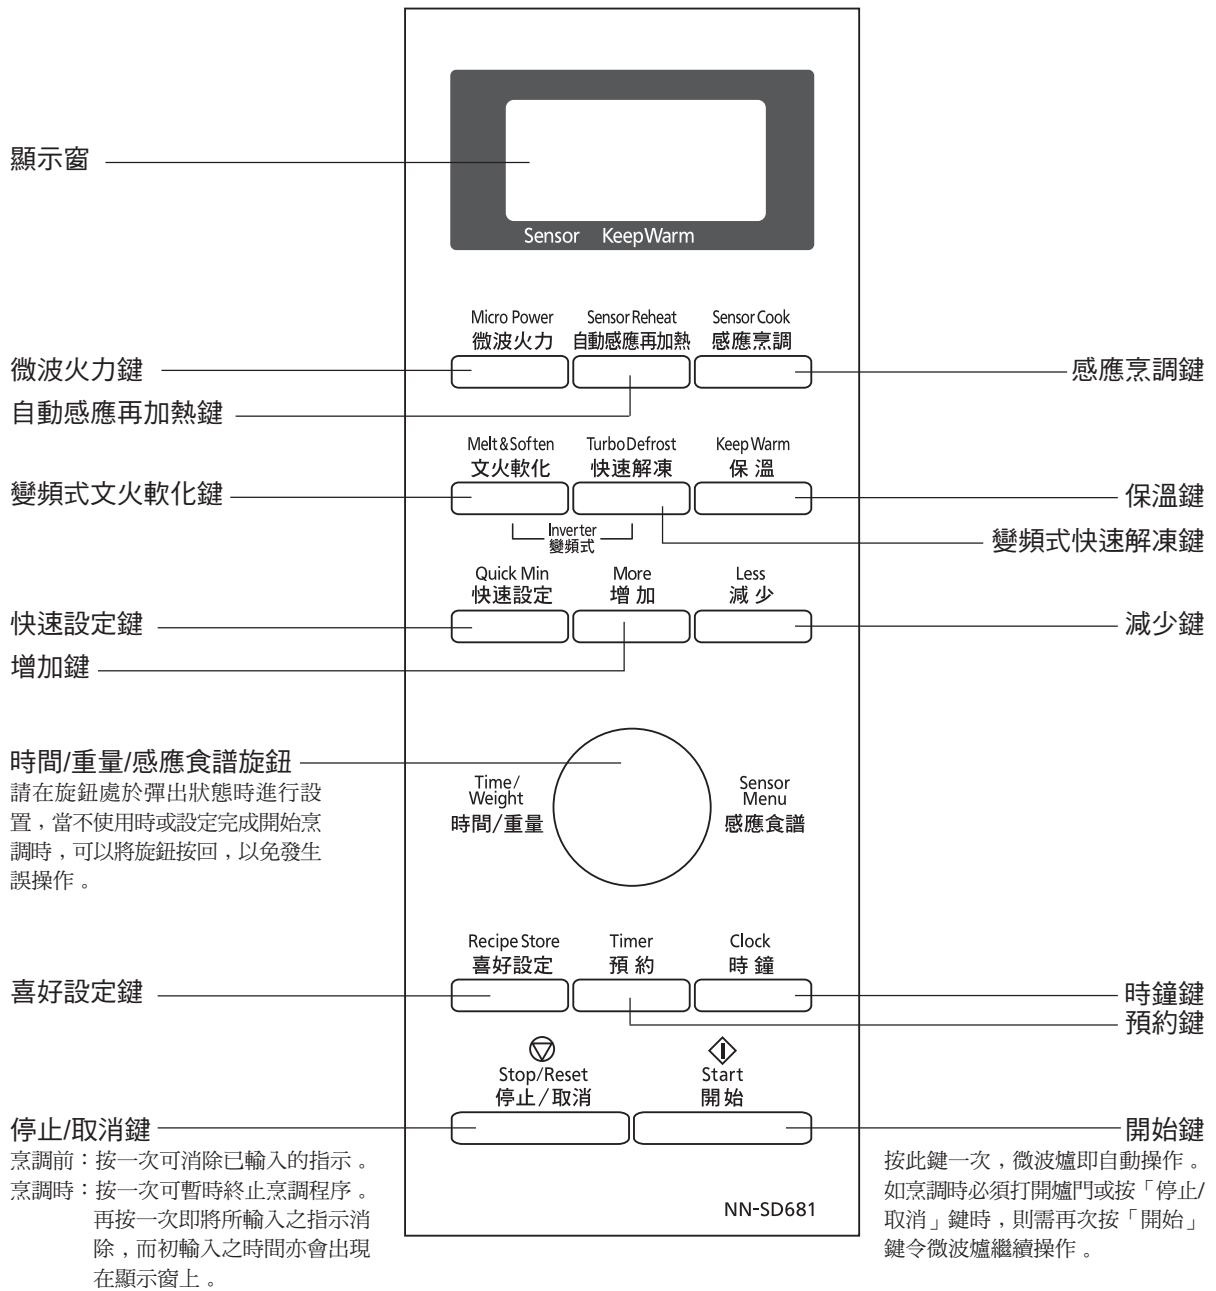 顯示窗
Sensor KeepWarm
Micro Power Sensor Reheat Sensor Cook
微波火力 自動感應再加熱 感應烹調
微波火力鍵
感應烹調鍵
自動感應再加熱鍵
Melt & Soften Turbo Defrost Keep Warm
文火軟化 快速解凍 保溫
變頻式文火軟化鍵
保溫鍵
Inverter
變頻式
變頻式快速解凍鍵
Quick Min More Less
快速設定 增加 減少
快速設定鍵
減少鍵
增加鍵
時間/重量/感應食譜旋鈕
請在旋鈕處於彈出狀態時進行設
置，當不使用時或設定完成開始烹
調時，可以將旋鈕按回，以免發生
誤操作。
Time/
Weight
時間/重量
Sensor
Menu
感應食譜
Recipe Store Timer Clock
喜好設定 預約 時鐘
喜好設定鍵
時鐘鍵
預約鍵
Stop/Reset Start
停止/取消 開始
停止/取消鍵
烹調前：按一次可消除已輸入的指示。
烹調時：按一次可暫時終止烹調程序。
再按一次即將所輸入之指示消
除，而初輸入之時間亦會出現
在顯示窗上。
開始鍵
按此鍵一次，微波爐即自動操作。
如烹調時必須打開爐門或按「停止/
取消」鍵時，則需再次按「開始」
鍵令微波爐繼續操作。
NN-SD681